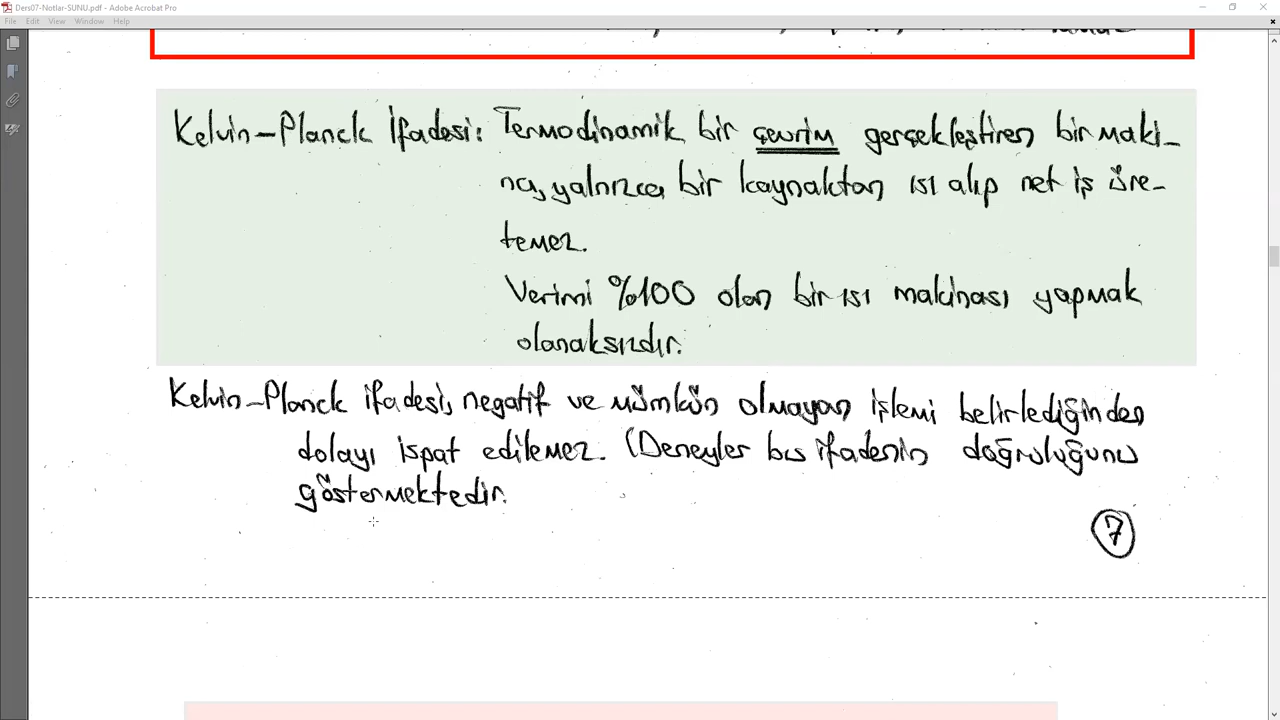 Ders07-Notlar-SUNU.pdf - Adobe Acrobat Pro
File Edit View Window Help
Kelvin-Planck İfadesi: Termodinamik bir çevrim gerçekleştiren bir maki-
na, yalnızca bir kaynaktan ısı alıp net iş üre-
temez.
Verimi %100 olan bir ısı makinası yapmak
olanaksızdır.
Kelvin-Planck ifadesi, negatif ve mümkün olmayan işlemi belirlediğinden
dolayı ispat edilemez. (Deneyler bu ifadenin doğruluğunu
göstermektedir.
7